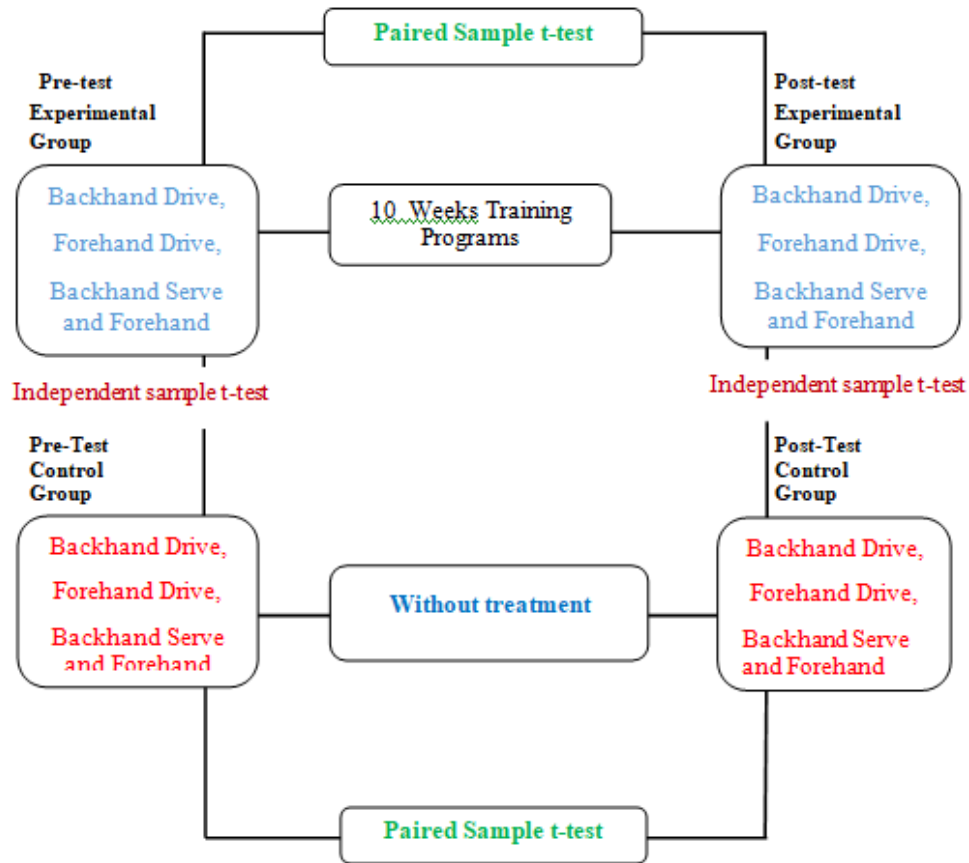 Paired Sample t-test
Pre-test
Experimental
Group
Post-test
Experimental
Group
Backhand Drive,
Forehand Drive,
Backhand Serve
and Forehand
10 Weeks Training
Programs
Backhand Drive,
Forehand Drive,
Backhand Serve
and Forehand
Independent sample t-test
Independent sample t-test
Pre-Test
Control
Group
Post-Test
Control
Group
Backhand Drive,
Forehand Drive,
Backhand Serve
and Forehand
Without treatment
Backhand Drive,
Forehand Drive,
Backhand Serve
and Forehand
Paired Sample t-test